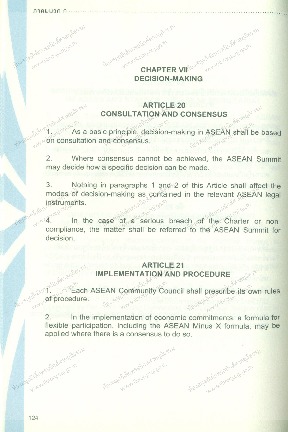 CHAPTER VII
DECISION-MAKING
ARTICLE 20
CONSULTATION AND CONSENSUS
1. As a basic principle, decision-making in ASEAN shall be based
on consultation and consensus.
2. Where consensus cannot be achieved, the ASEAN Summit
may decide how a specific decision can be made.
3. Nothing in paragraphs 1 and 2 of this Article shall affect the
modes of decision-making as contained in the relevant ASEAN legal
instruments.
4. In the case of a serious breach of the Charter or non-
compliance, the matter shall be referred to the ASEAN Summit for
decision.
ARTICLE 21
IMPLEMENTATION AND PROCEDURE
1. Each ASEAN Community Council shall prescribe its own rules
of procedure.
2. In the implementation of economic commitments, a formula for
flexible participation, including the ASEAN Minus X formula, may be
applied where there is a consensus to do so.
124